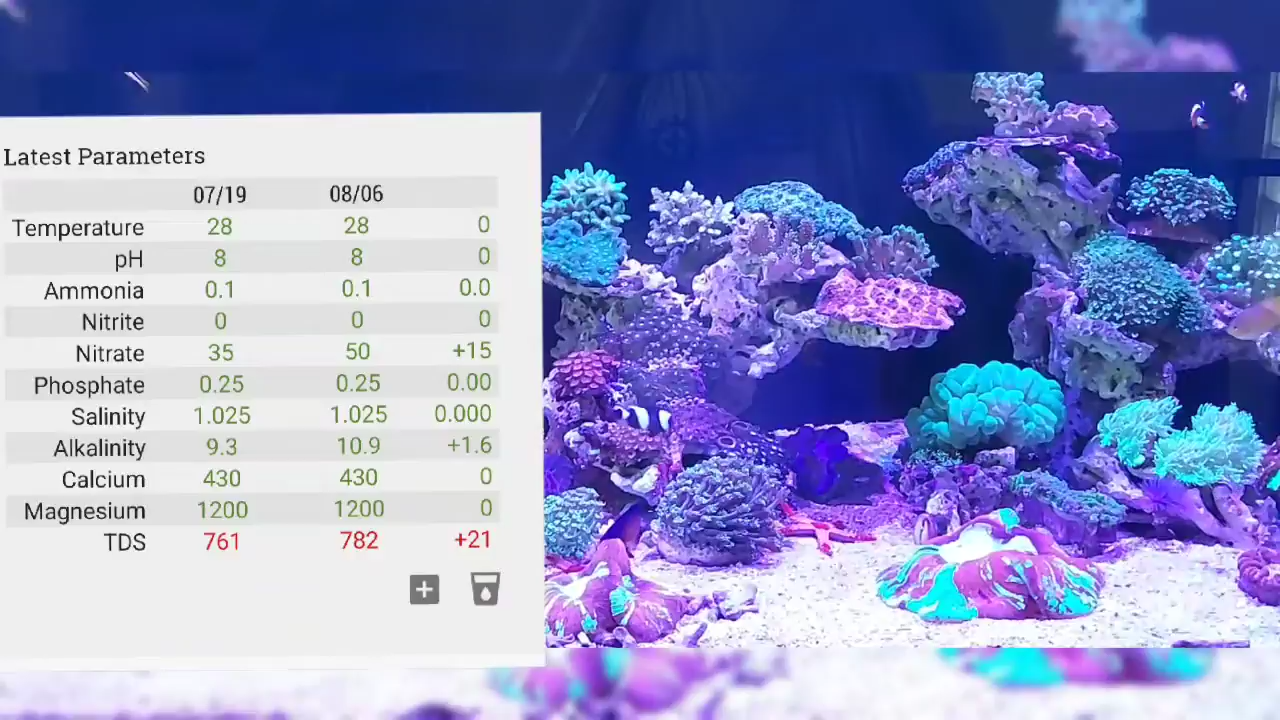 Latest Parameters
07/19 08/06
Temperature 28 28 0
pH 8 8 0
Ammonia 0.1 0.1 0.0
Nitrite 0 0 0
Nitrate 35 50 +15
Phosphate 0.25 0.25 0.00
Salinity 1.025 1.025 0.000
Alkalinity 9.3 10.9 +1.6
Calcium 430 430 0
Magnesium 1200 1200 0
TDS 761 782 +21